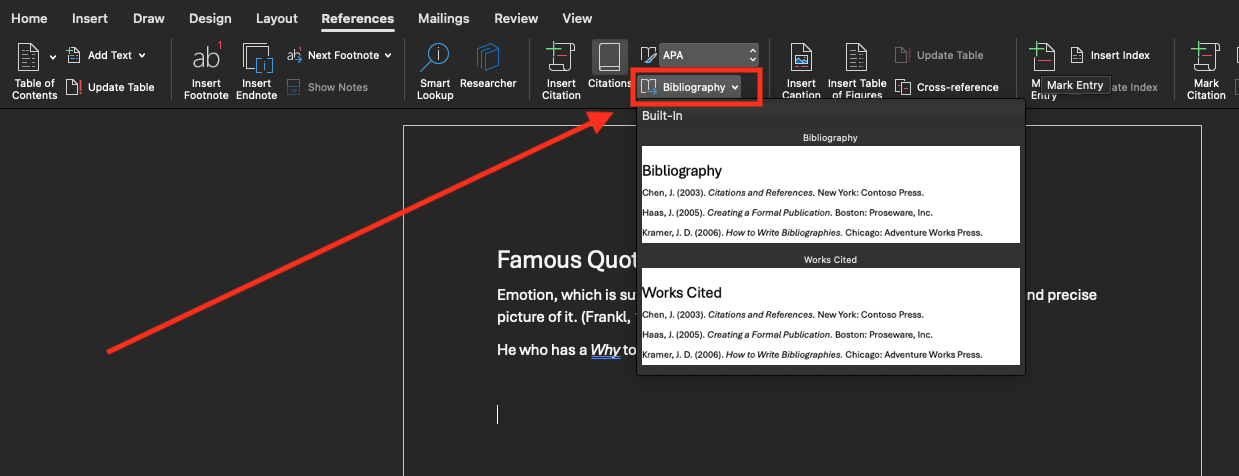 Home Insert Draw Design Layout References Mailings Review View
Table of Contents
Add Text
Update Table
ab 1
Insert Footnote
Insert Endnote
ab Next Footnote
Show Notes
Smart Lookup
Researcher
Insert Citation
Citations
APA
Bibliography
Insert Caption
Insert Table of Figures
Update Table
Cross-reference
Entry
Mark Entry
Insert Index
Mark Citation
Built-In
Bibliography
Bibliography
Chen, J. (2003). Citations and References. New York: Contoso Press.
Haas, J. (2005). Creating a Formal Publication. Boston: Proseware, Inc.
Kramer, J. D. (2006). How to Write Bibliographies. Chicago: Adventure Works Press.
Works Cited
Works Cited
Chen, J. (2003). Citations and References. New York: Contoso Press.
Haas, J. (2005). Creating a Formal Publication. Boston: Proseware, Inc.
Kramer, J. D. (2006). How to Write Bibliographies. Chicago: Adventure Works Press.
Famous Quot
Emotion, which is su nd precise
picture of it. (Frankl,
He who has a Why to